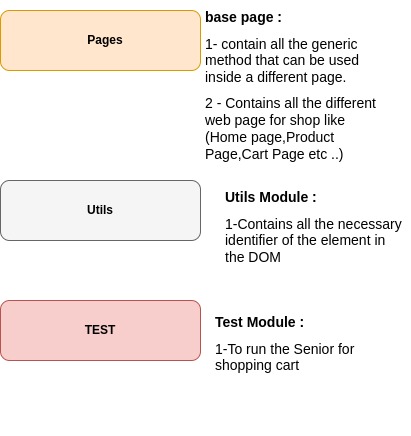 Pages
base page :
1- contain all the generic
method that can be used
inside a different page.
2 - Contains all the different
web page for shop like
(Home page,Product
Page,Cart Page etc ..)
Utils
Utils Module :
1-Contains all the necessary
identifier of the element in
the DOM
TEST
Test Module :
1-To run the Senior for
shopping cart